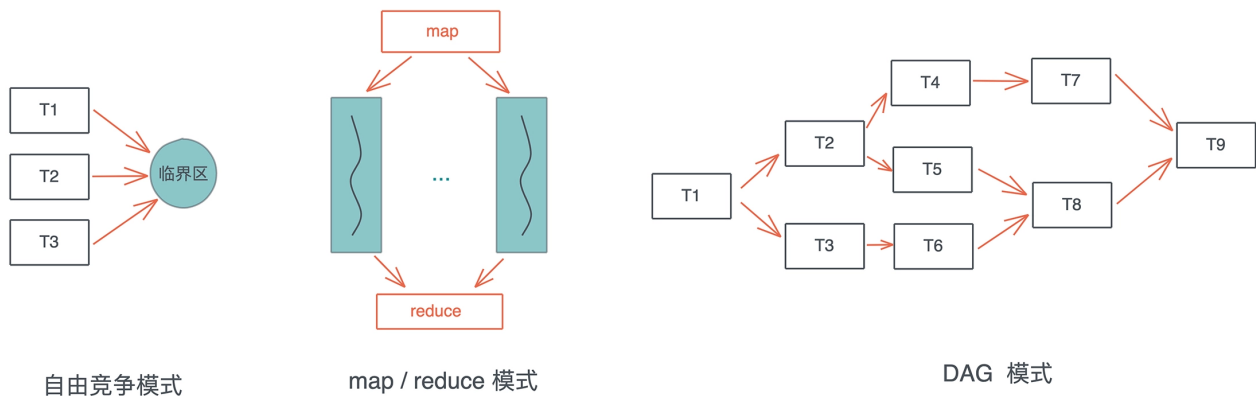 T1
T2
T3
临界区
自由竞争模式
map
...
reduce
map / reduce 模式
T1
T2
T3
T4
T5
T6
T7
T8
T9
DAG 模式